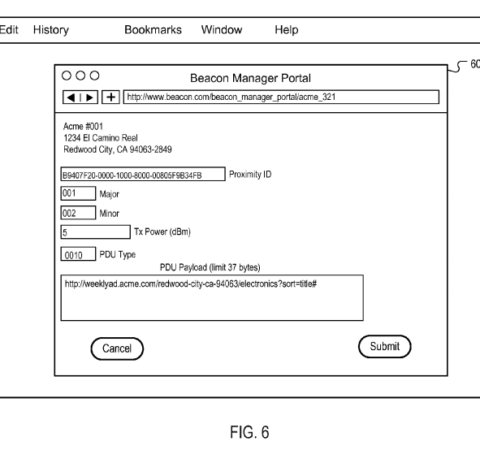 Edit History Bookmarks Window Help
60
Beacon Manager Portal
http://www.beacon.com/beacon_manager_portal/acme_321
Acme #001
1234 El Camino Real
Redwood City, CA 94063-2849
B9407F20-0000-1000-8000-00805F9B34FB Proximity ID
001 Major
002 Minor
5 Tx Power (dBm)
0010 PDU Type
PDU Payload (limit 37 bytes)
http://weeklyad.acme.com/redwood-city-ca-94063/electronics?sort=title#
Cancel Submit
FIG. 6